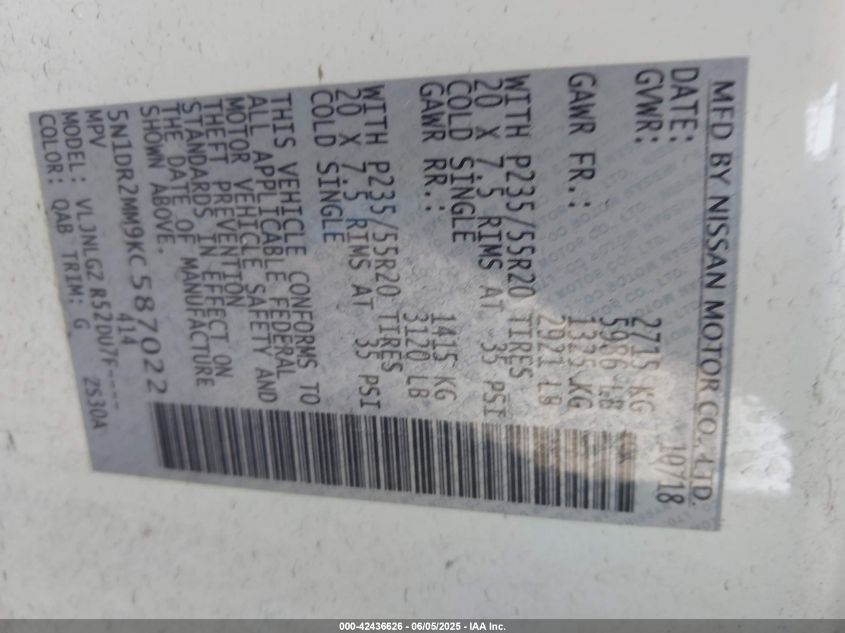 MFD BY NISSAN MOTOR CO., LTD.
DATE: 10/18
GVWR: 2715 KG
5986 LB
GAWR FR.: 1325 KG
2921 LB
WITH P235/55R20 TIRES
20 X 7.5 RIMS AT 35 PSI
COLD SINGLE
GAWR RR.: 1415 KG
3120 LB
WITH P235/55R20 TIRES
20 X 7.5 RIMS AT 35 PSI
COLD SINGLE
THIS VEHICLE CONFORMS TO
ALL APPLICABLE FEDERAL
MOTOR VEHICLE SAFETY AND
THEFT PREVENTION
STANDARDS IN EFFECT ON
THE DATE OF MANUFACTURE
SHOWN ABOVE.
5N1DR2MM9KC587022
MPV 414
MODEL: VLJNLGZ R52DU7F----
COLOR: QAB TRIM: G 2S30A
000-42436626 - 06/05/2025 - IAA Inc.